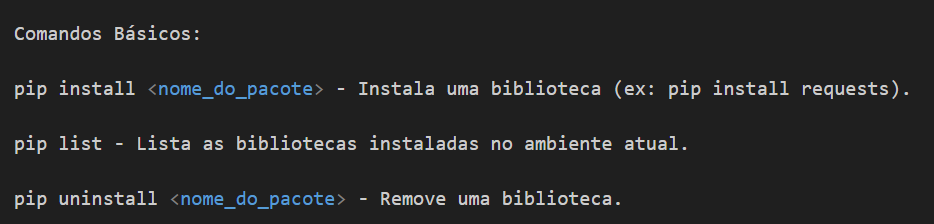 Comandos Básicos:
pip install <nome_do_pacote> - Instala uma biblioteca (ex: pip install requests).
pip list - Lista as bibliotecas instaladas no ambiente atual.
pip uninstall <nome_do_pacote> - Remove uma biblioteca.